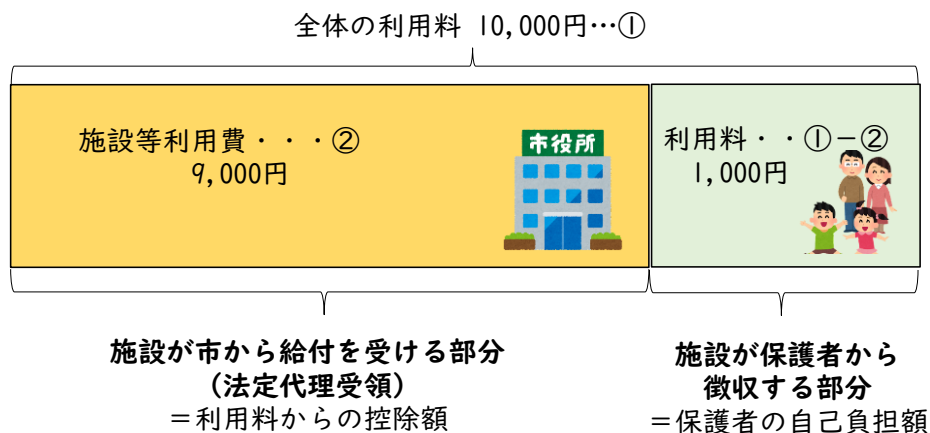 全体の利用料 10,000円…①
施設等利用費・・・②
9,000円
市役所
利用料・・①－②
1,000円
施設が市から給付を受ける部分
（法定代理受領）
＝利用料からの控除額
施設が保護者から
徴収する部分
＝保護者の自己負担額